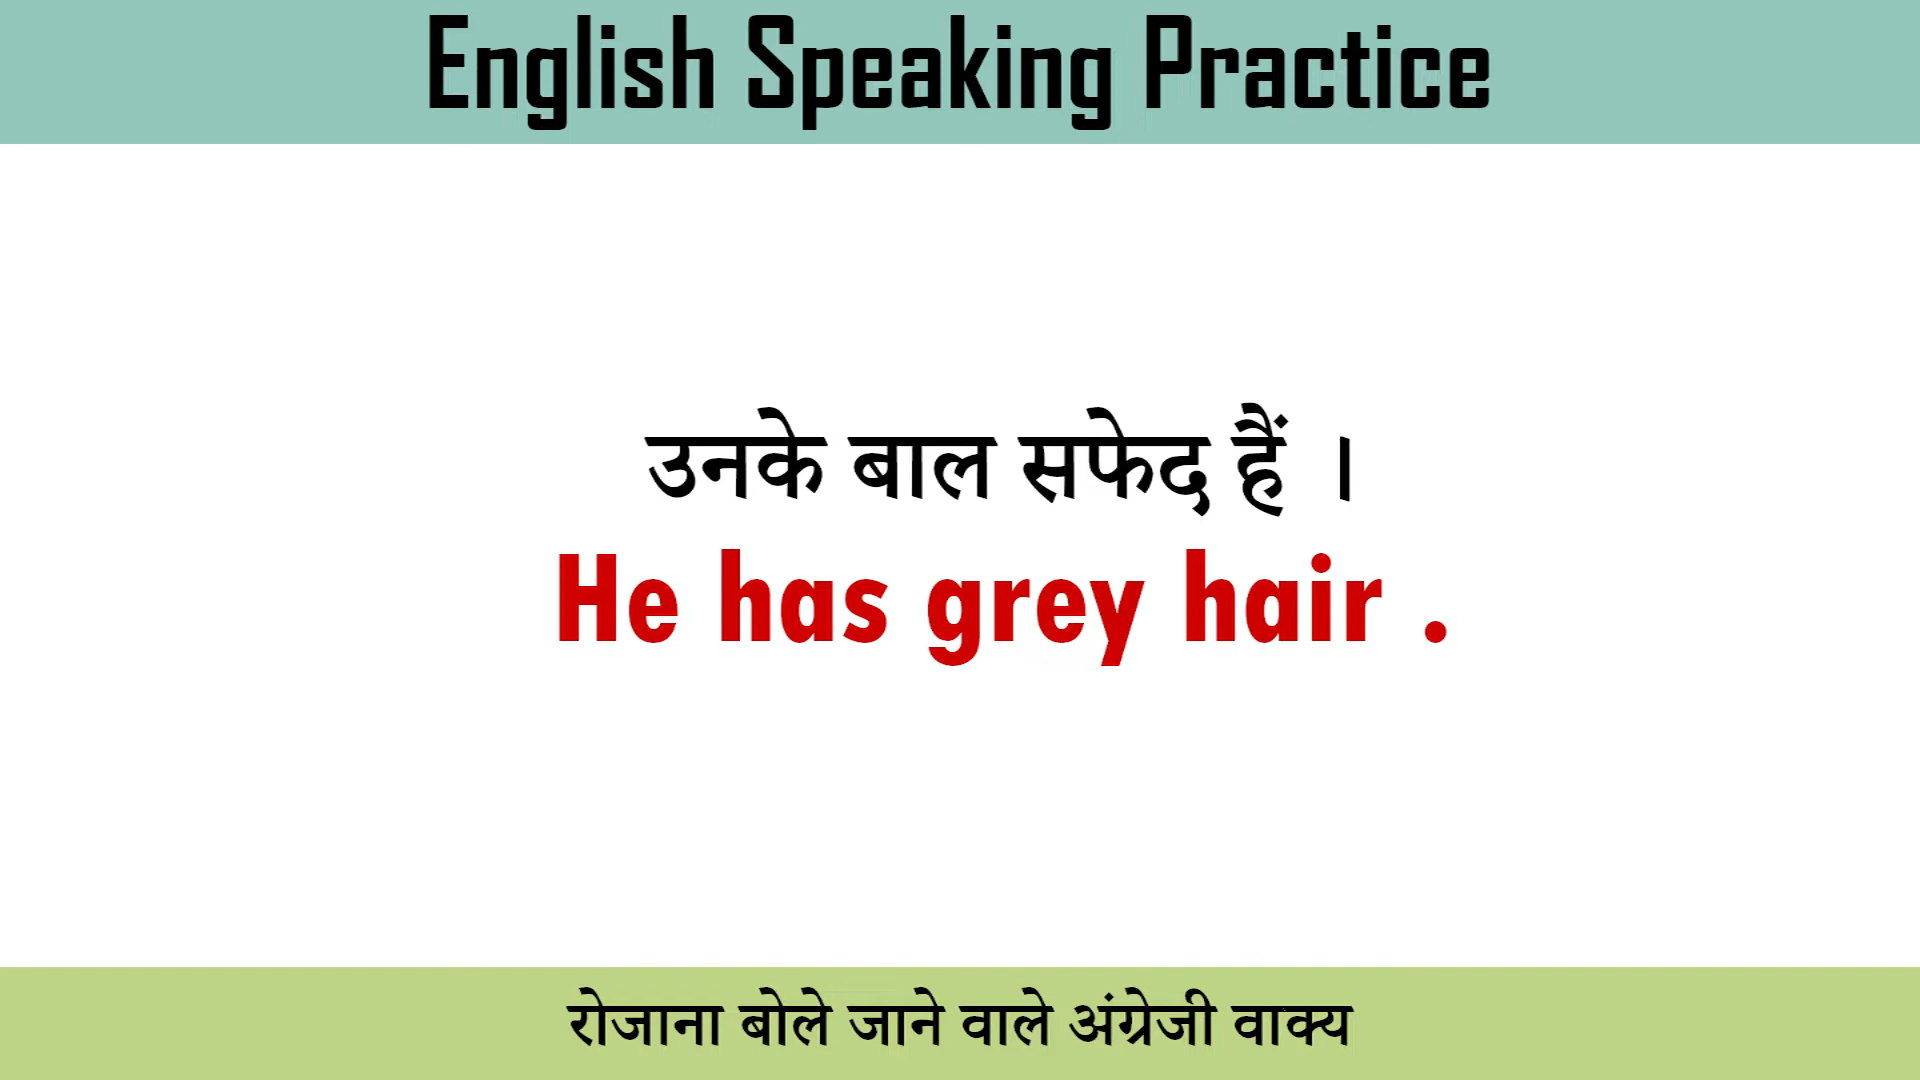 English Speaking Practice
उनके बाल सफेद हैं ।
He has grey hair .
रोजाना बोले जाने वाले अंग्रेजी वाक्य